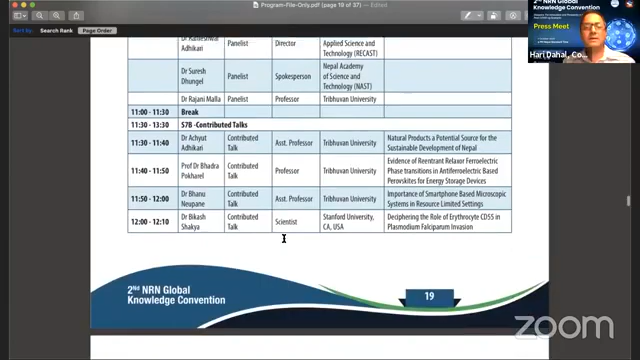 Program-File-Only.pdf (page 19 of 37) — Edited
Search
Look For:
Search Rank
Page Order
Dr Rameshwar Adhikari Panelist Director Applied Science and Technology (RECAST)
Dr Suresh Dhungel Panelist Spokesperson Nepal Academy of Science and Technology (NAST)
Dr Rajani Malla Panelist Professor Tribhuvan University
11:00 - 11:30 Break
11:30 - 13:30 S7B -Contributed Talks
11:30 - 11:40 Dr Achyut Adhikari Contributed Talk Asst. Professor Tribhuvan University Natural Products a Potential Source for the Sustainable Development of Nepal
11:40 - 11:50 Prof Dr Bhadra Pokharel Contributed Talk Professor Tribhuvan University Evidence of Reentrant Relaxor Ferroelectric Phase transitions in Antiferroelectric Based Perovskites for Energy Storage Devices
11:50 - 12:00 Dr Bhanu Neupane Contributed Talk Asst. Professor Tribhuvan University Importance of Smartphone Based Microscopic Systems in Resource Limited Settings
12:00 - 12:10 Dr Bikash Shakya Contributed Talk Scientist Stanford University, CA, USA Deciphering the Role of Erythrocyte CD55 in Plasmodium Falciparum Invasion
2ND NRN Global
Knowledge Convention
19
2nd NRN Global
Knowledge Convention
Press Meet
Hari Dahal, Co...
zoom